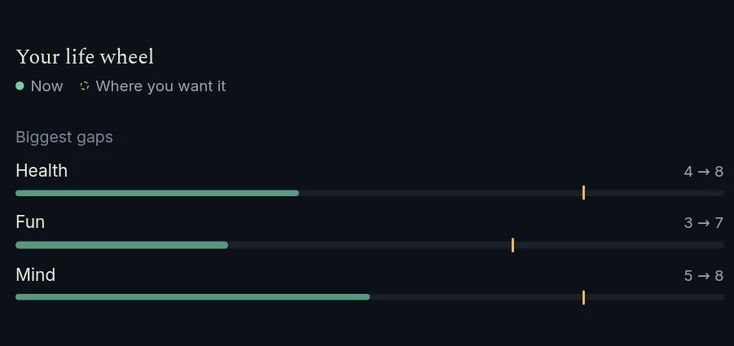 Your life wheel
Now Where you want it
Biggest gaps
Health 4 → 8
Fun 3 → 7
Mind 5 → 8